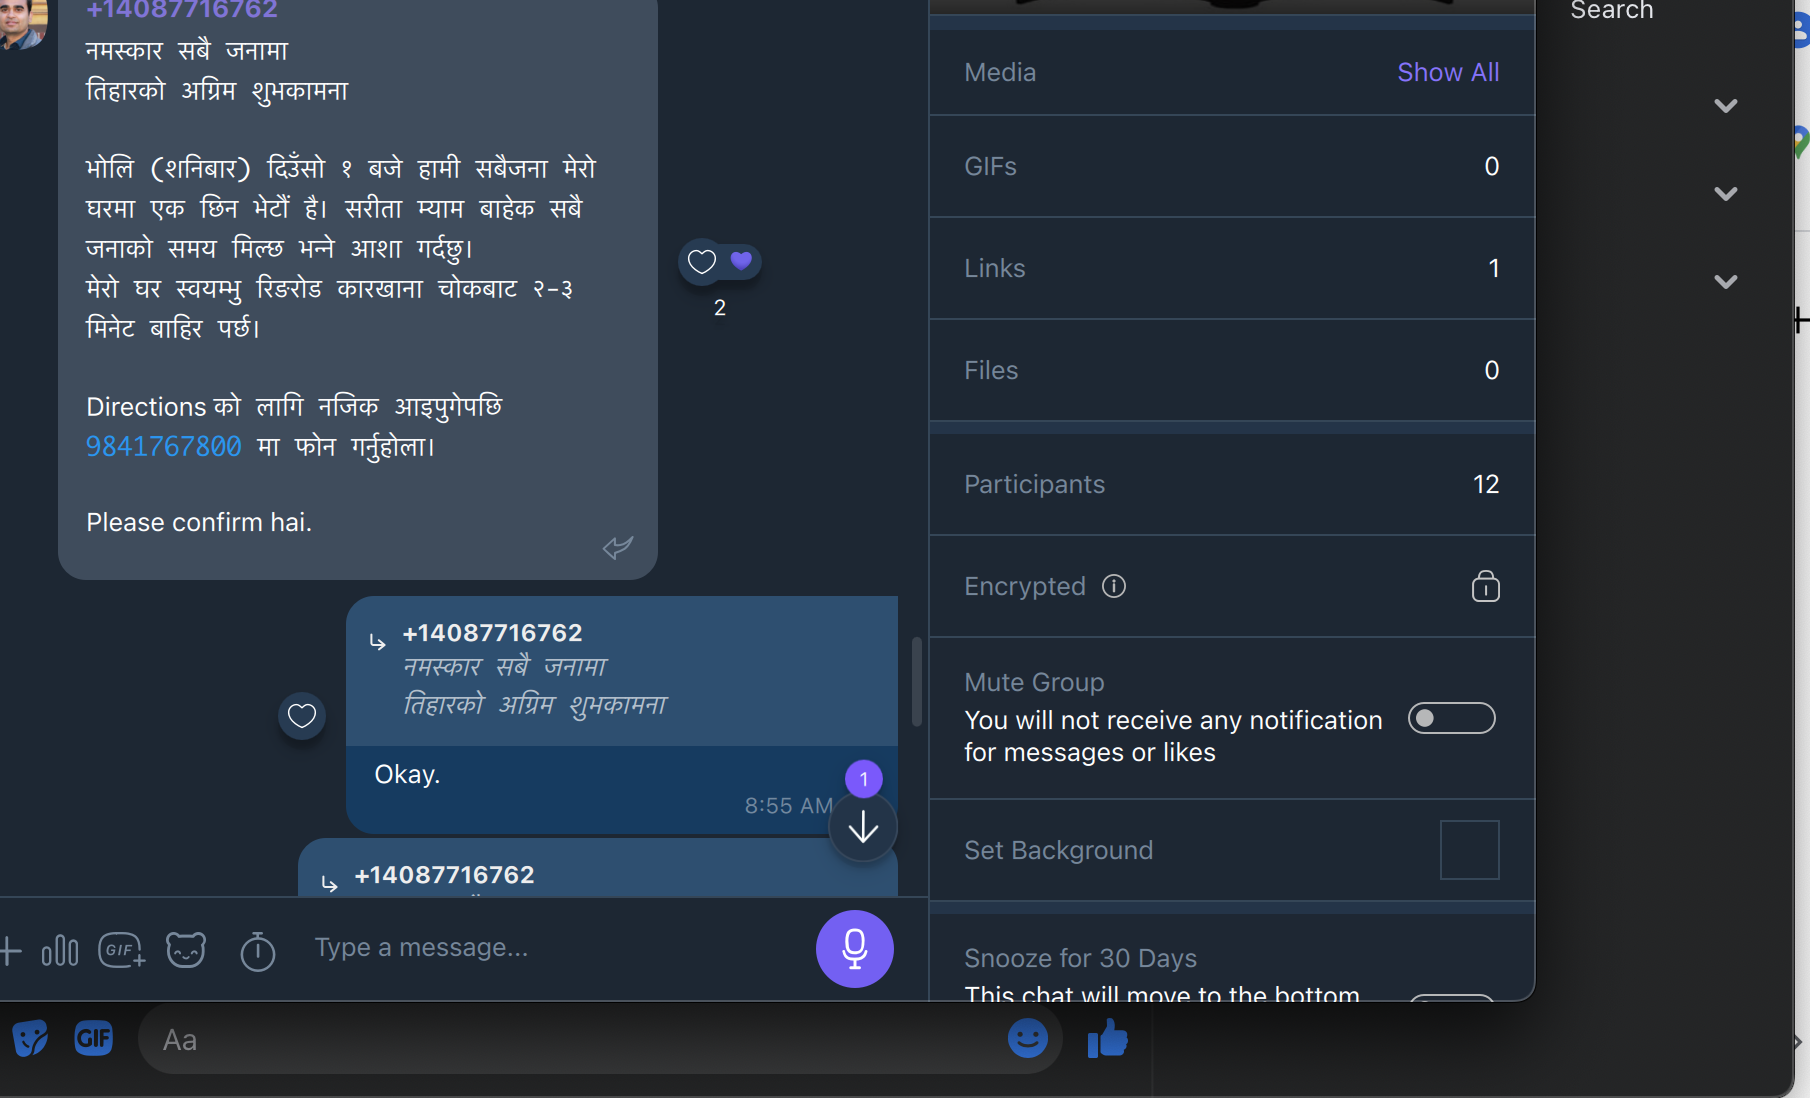 +14087716762
नमस्कार सबै जनामा
तिहारको अग्रिम शुभकामना
भोलि (शनिबार) दिउँसो १ बजे हामी सबैजना मेरो
घरमा एक छिन भेटौं है। सरीता म्याम बाहेक सबै
जनाको समय मिल्छ भन्ने आशा गर्दछु।
मेरो घर स्वयम्भु रिङरोड कारखाना चोकबाट २-३
मिनेट बाहिर पर्छ।
Directions को लागि नजिक आइपुगेपछि
9841767800 मा फोन गर्नुहोला।
Please confirm hai.
2
+14087716762
नमस्कार सबै जनामा
तिहारको अग्रिम शुभकामना
Okay.
8:55 AM
1
+14087716762
GIF
Type a message...
Media
Show All
GIFs
0
Links
1
Files
0
Participants
12
Encrypted
Mute Group
You will not receive any notification
for messages or likes
Set Background
Snooze for 30 Days
This chat will move to the bottom
Search
GIF
Aa